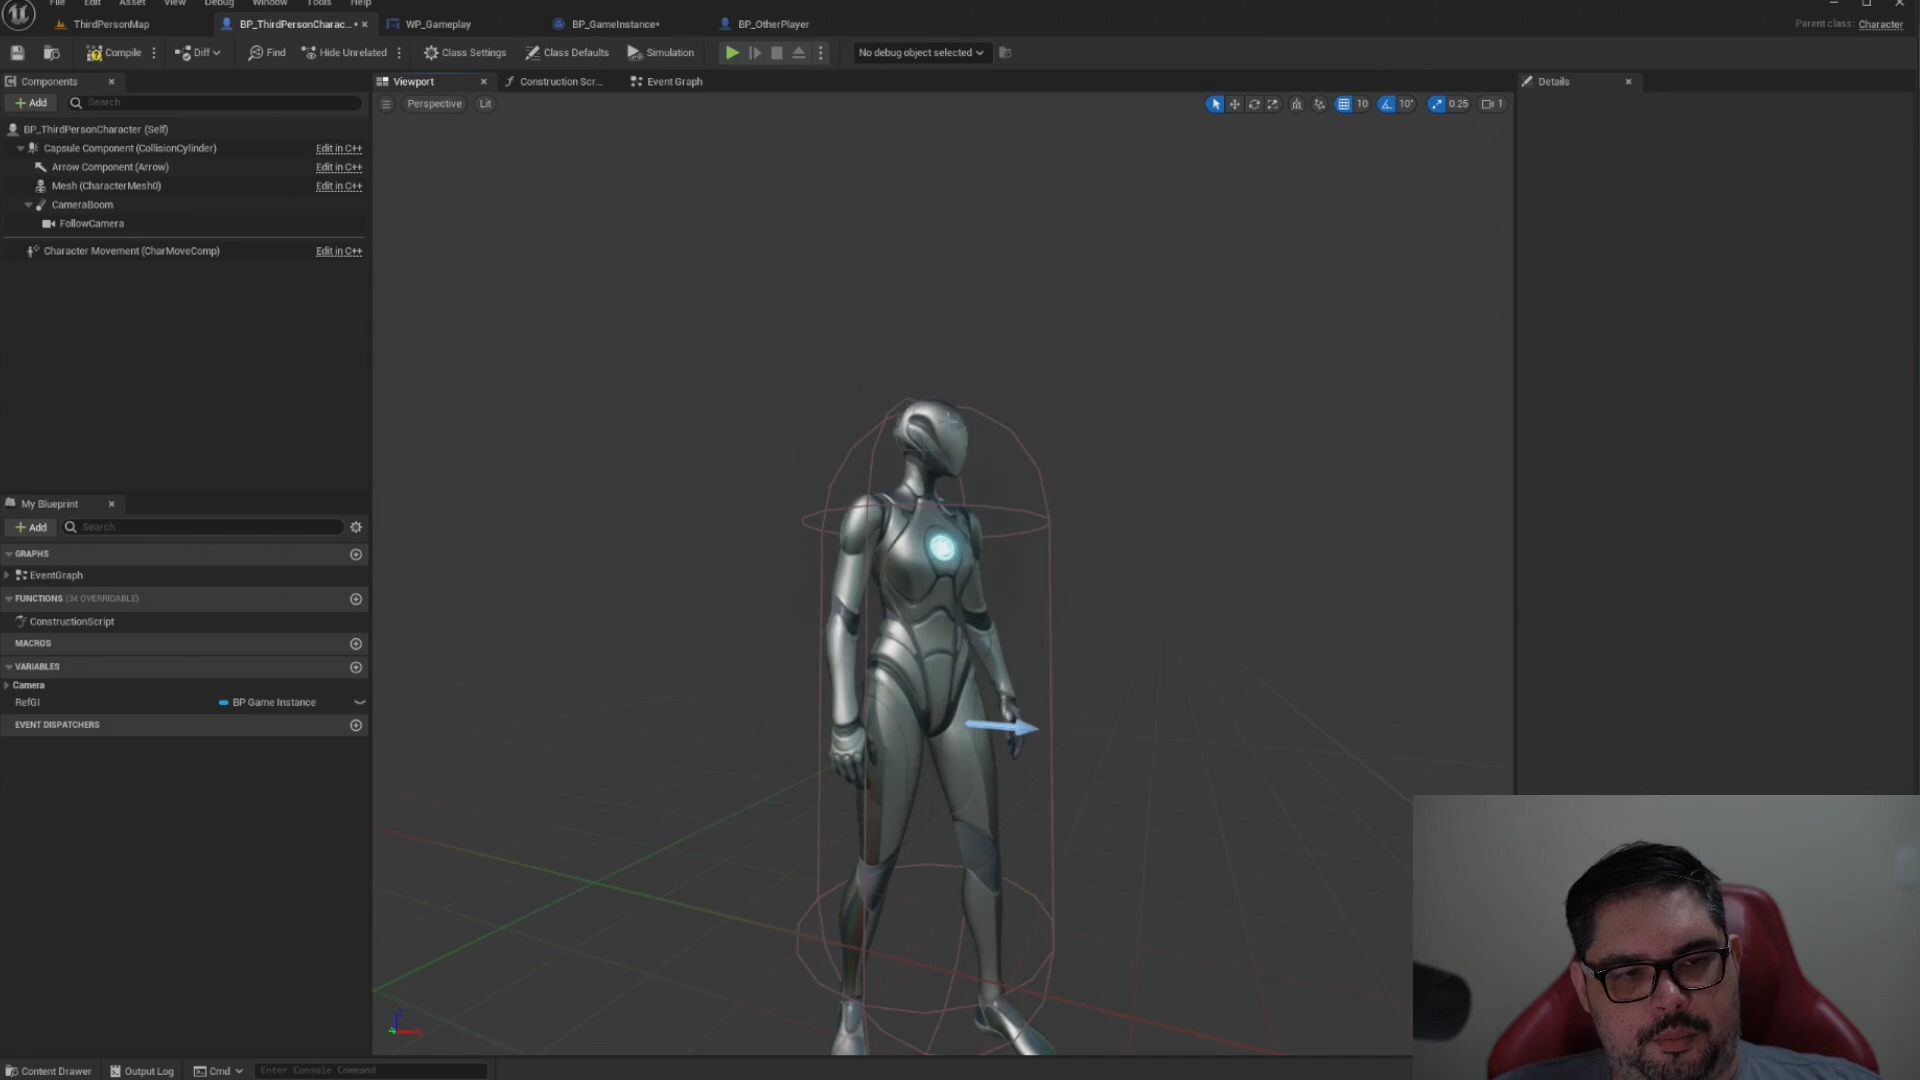 File Edit Asset View Debug Window Tools Help
ThirdPersonMap
BP_ThirdPersonCharac...•
WP_Gameplay
BP_GameInstance•
BP_OtherPlayer
Parent class: Character
Compile
Diff
Find
Hide Unrelated
Class Settings
Class Defaults
Simulation
No debug object selected
Components
Viewport
Construction Scr...
Event Graph
Details
Add
Search
Perspective
Lit
10
10°
0.25
1
BP_ThirdPersonCharacter (Self)
Capsule Component (CollisionCylinder) Edit in C++
Arrow Component (Arrow) Edit in C++
Mesh (CharacterMesh0) Edit in C++
CameraBoom
FollowCamera
Character Movement (CharMoveComp) Edit in C++
My Blueprint
Add
Search
GRAPHS
EventGraph
FUNCTIONS (34 OVERRIDABLE)
ConstructionScript
MACROS
VARIABLES
Camera
RefGI BP Game Instance
EVENT DISPATCHERS
Z
Content Drawer
Output Log
Cmd
Enter Console Command